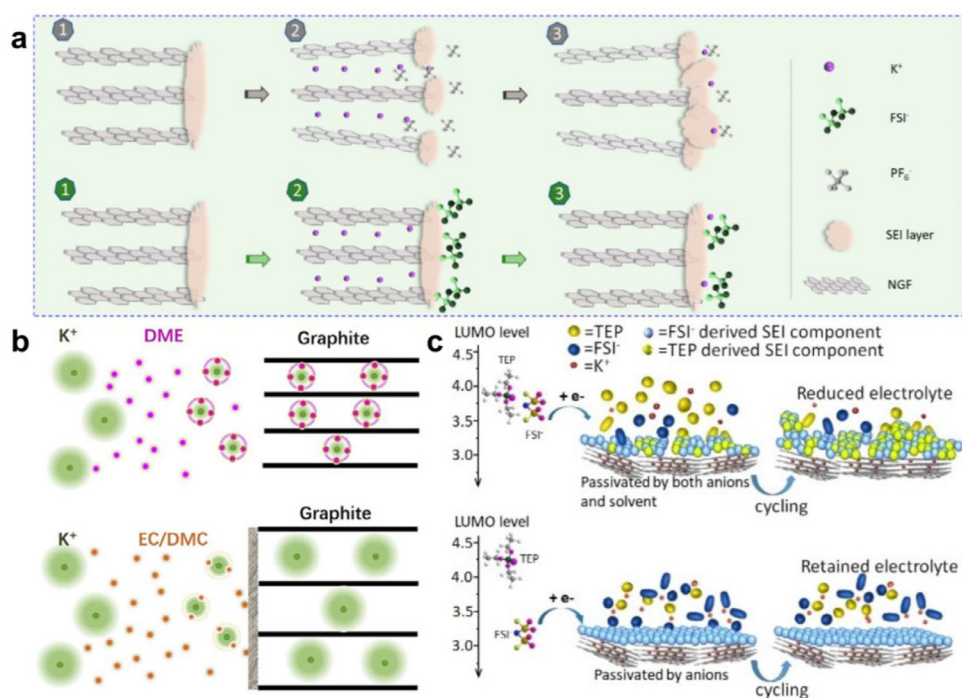 a
1
2
3
K+
FSI-
PF6-
SEI layer
NGF
1
2
3
b
K+
DME
Graphite
K+
EC/DMC
Graphite
c
LUMO level
4.5
4.0
3.5
3.0
TEP
FSI-
+ e-
=TEP
=FSI- derived SEI component
=FSI-
=TEP derived SEI component
=K+
Reduced electrolyte
Passivated by both anions
and solvent
cycling
LUMO level
4.5
4.0
3.5
3.0
TEP
FSI
+ e-
Retained electrolyte
Passivated by anions
cycling